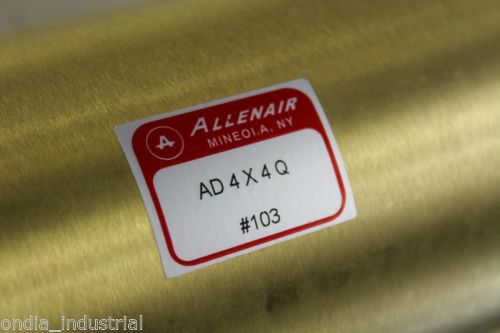 A ALLENAIR
MINEOLA, NY
AD 4 X 4 Q
#103
ondia_industrial